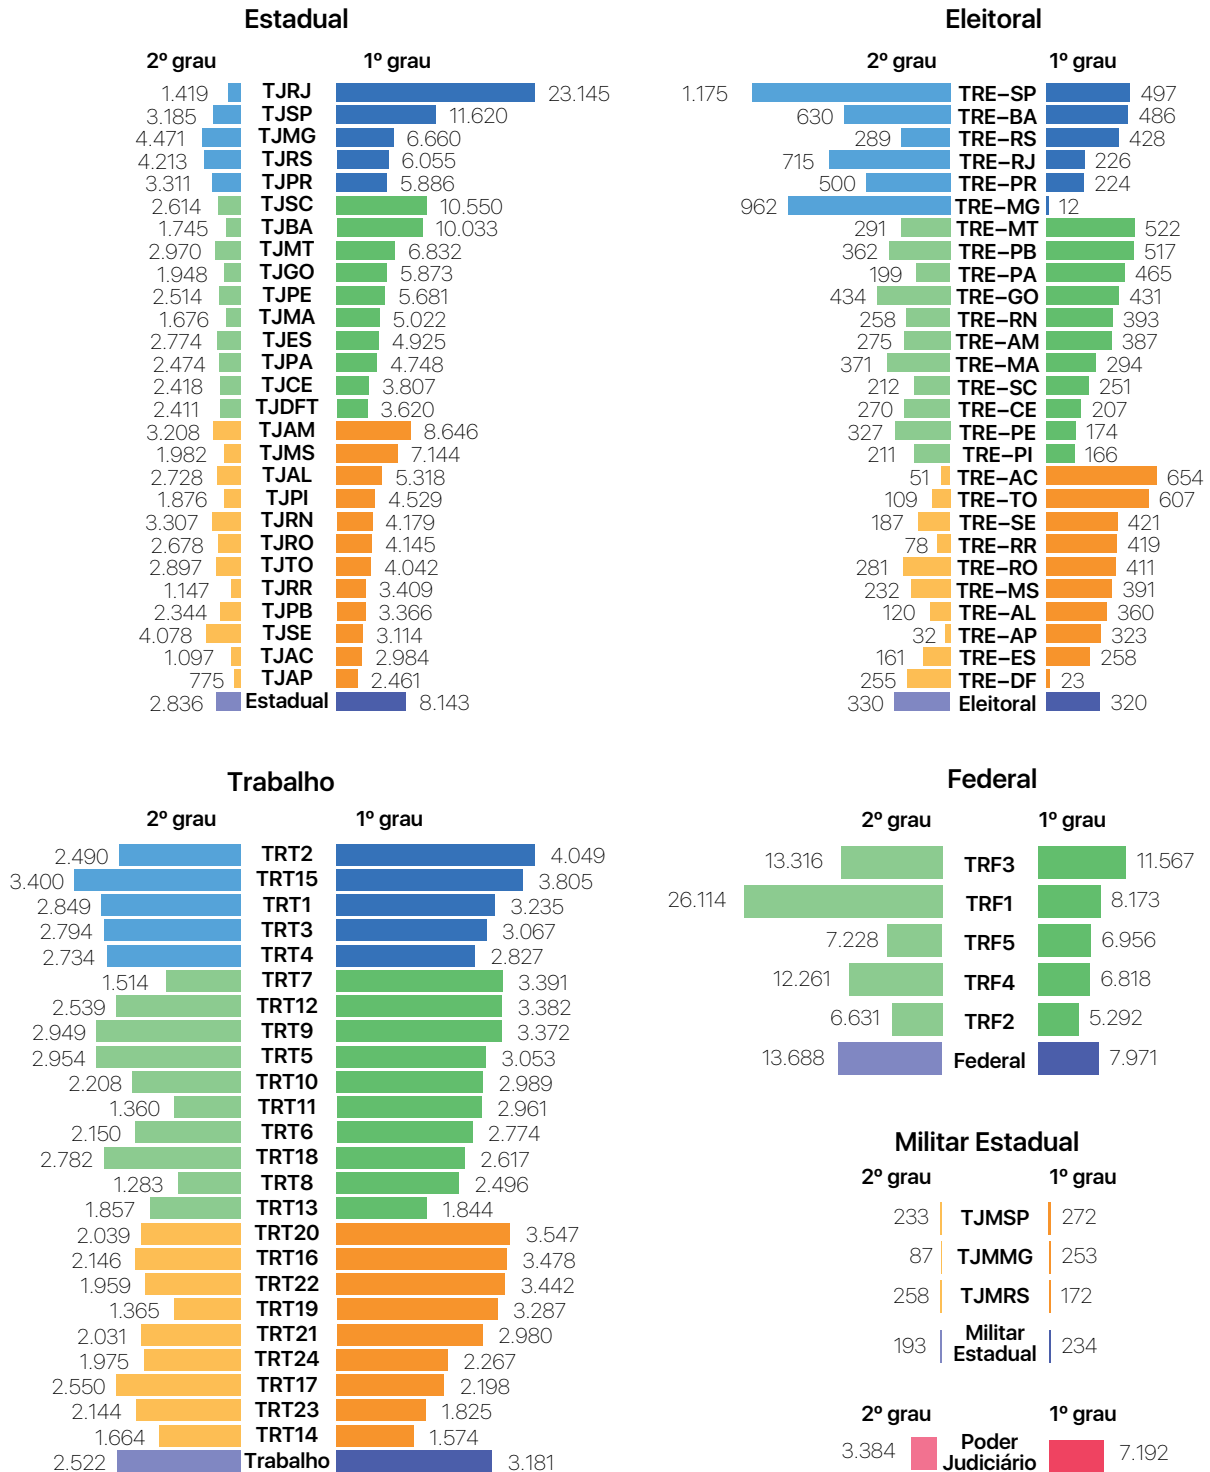 Estadual
2º grau 1º grau
1.419 TJRJ 23.145
3.185 TJSP 11.620
4.471 TJMG 6.660
4.213 TJRS 6.055
3.311 TJPR 5.886
2.614 TJSC 10.550
1.745 TJBA 10.033
2.970 TJMT 6.832
1.948 TJGO 5.873
2.514 TJPE 5.681
1.676 TJMA 5.022
2.774 TJES 4.925
2.474 TJPA 4.748
2.418 TJCE 3.807
2.411 TJDFT 3.620
3.208 TJAM 8.646
1.982 TJMS 7.144
2.728 TJAL 5.318
1.876 TJPI 4.529
3.307 TJRN 4.179
2.678 TJRO 4.145
2.897 TJTO 4.042
1.147 TJRR 3.409
2.344 TJPB 3.366
4.078 TJSE 3.114
1.097 TJAC 2.984
775 TJAP 2.461
2.836 Estadual 8.143
Eleitoral
2º grau 1º grau
1.175 TRE-SP 497
630 TRE-BA 486
289 TRE-RS 428
715 TRE-RJ 226
500 TRE-PR 224
962 TRE-MG 12
291 TRE-MT 522
362 TRE-PB 517
199 TRE-PA 465
434 TRE-GO 431
258 TRE-RN 393
275 TRE-AM 387
371 TRE-MA 294
212 TRE-SC 251
270 TRE-CE 207
327 TRE-PE 174
211 TRE-PI 166
51 TRE-AC 654
109 TRE-TO 607
187 TRE-SE 421
78 TRE-RR 419
281 TRE-RO 411
232 TRE-MS 391
120 TRE-AL 360
32 TRE-AP 323
161 TRE-ES 258
255 TRE-DF 23
330 Eleitoral 320
Trabalho
2º grau 1º grau
2.490 TRT2 4.049
3.400 TRT15 3.805
2.849 TRT1 3.235
2.794 TRT3 3.067
2.734 TRT4 2.827
1.514 TRT7 3.391
2.539 TRT12 3.382
2.949 TRT9 3.372
2.954 TRT5 3.053
2.208 TRT10 2.989
1.360 TRT11 2.961
2.150 TRT6 2.774
2.782 TRT18 2.617
1.283 TRT8 2.496
1.857 TRT13 1.844
2.039 TRT20 3.547
2.146 TRT16 3.478
1.959 TRT22 3.442
1.365 TRT19 3.287
2.031 TRT21 2.980
1.975 TRT24 2.267
2.550 TRT17 2.198
2.144 TRT23 1.825
1.664 TRT14 1.574
2.522 Trabalho 3.181
Federal
2º grau 1º grau
13.316 TRF3 11.567
26.114 TRF1 8.173
7.228 TRF5 6.956
12.261 TRF4 6.818
6.631 TRF2 5.292
13.688 Federal 7.971
Militar Estadual
2º grau 1º grau
233 TJMSP 272
87 TJMMG 253
258 TJMRS 172
193 Militar Estadual 234
2º grau 1º grau
3.384 Poder Judiciário 7.192